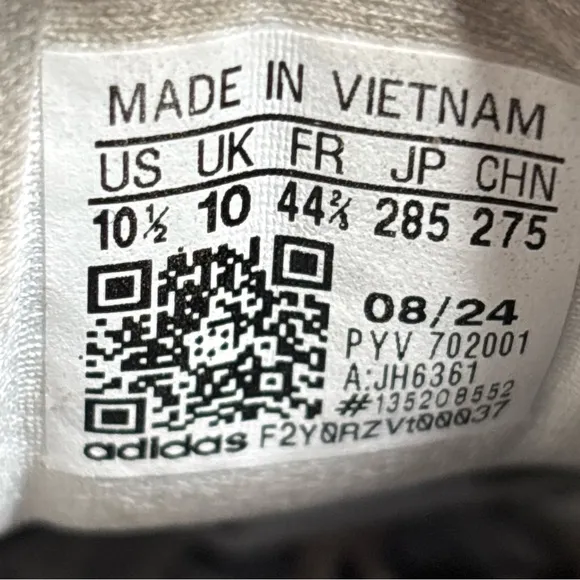 MADE IN VIETNAM
US UK FR JP CHN
10½ 10 44⅔ 285 275
08/24
PYV 702001
A:JH6361
#135208552
adidas F2Y0RZVt00037